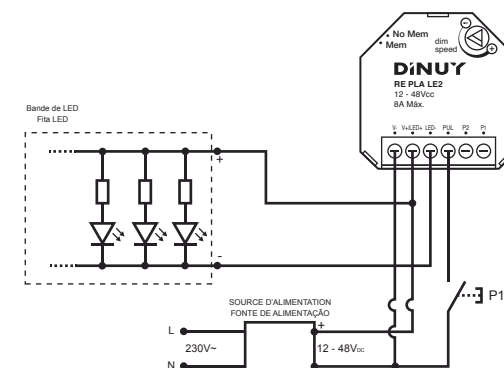 No Mem
Mem
dim
speed
DiNUY
RE PLA LE2
12 - 48Vcc
8A Máx.
V- V+/LED+ LED- PUL P2 P1
Bande de LED
Fita LED
+
-
P1
SOURCE D'ALIMENTATION
FONTE DE ALIMENTAÇÃO
L
+
230V~
12 - 48VDC
N